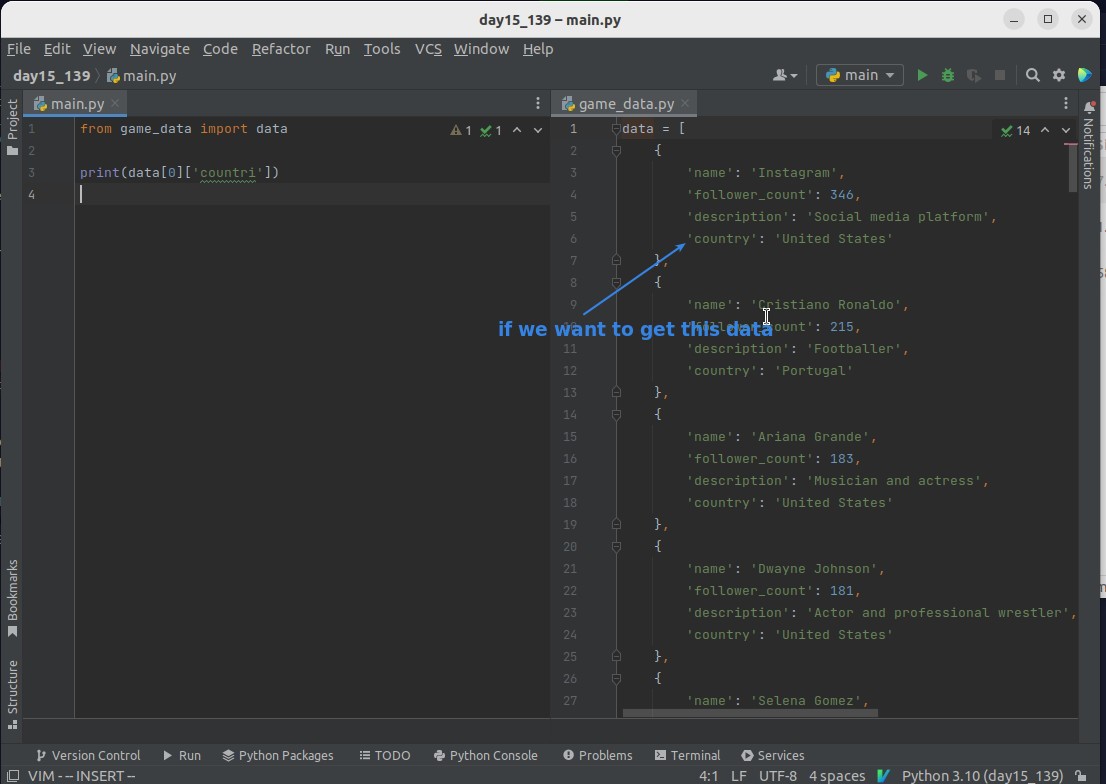 day15_139 – main.py
File Edit View Navigate Code Refactor Run Tools VCS Window Help
day15_139 main.py
main
Project
main.py
1 from game_data import data
2
3 print(data[0]['countri'])
4
1 1
game_data.py
14
1 data = [
2 {
3 'name': 'Instagram',
4 'follower_count': 346,
5 'description': 'Social media platform',
6 'country': 'United States'
7 },
8 {
9 'name': 'Cristiano Ronaldo',
10 'follower_count': 215,
if we want to get this data
11 'description': 'Footballer',
12 'country': 'Portugal'
13 },
14 {
15 'name': 'Ariana Grande',
16 'follower_count': 183,
17 'description': 'Musician and actress',
18 'country': 'United States'
19 },
20 {
21 'name': 'Dwayne Johnson',
22 'follower_count': 181,
23 'description': 'Actor and professional wrestler',
24 'country': 'United States'
25 },
26 {
27 'name': 'Selena Gomez',
Notifications
Bookmarks
Structure
Version Control Run Python Packages TODO Python Console Problems Terminal Services
VIM - -- INSERT -- 4:1 LF UTF-8 4 spaces Python 3.10 (day15_139)